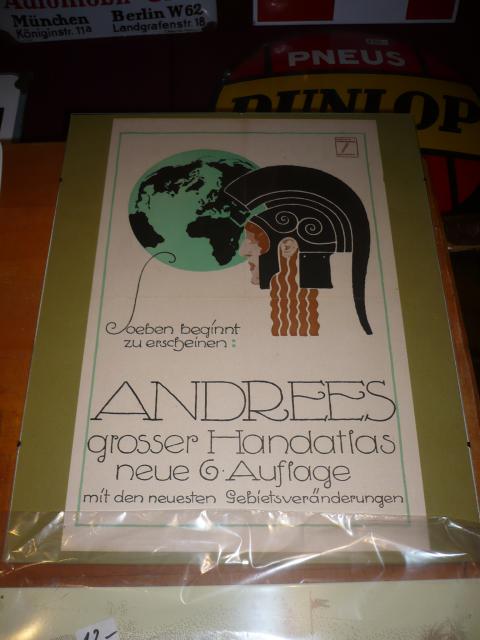 Automobil
München Berlin W62
Königinstr. 11a Landgrafenstr. 18
PNEUS
DUNLOP
Soeben beginnt
zu erscheinen:
ANDREES
grosser Handatlas
neue 6. Auflage
mit den neuesten Gebietsveränderungen